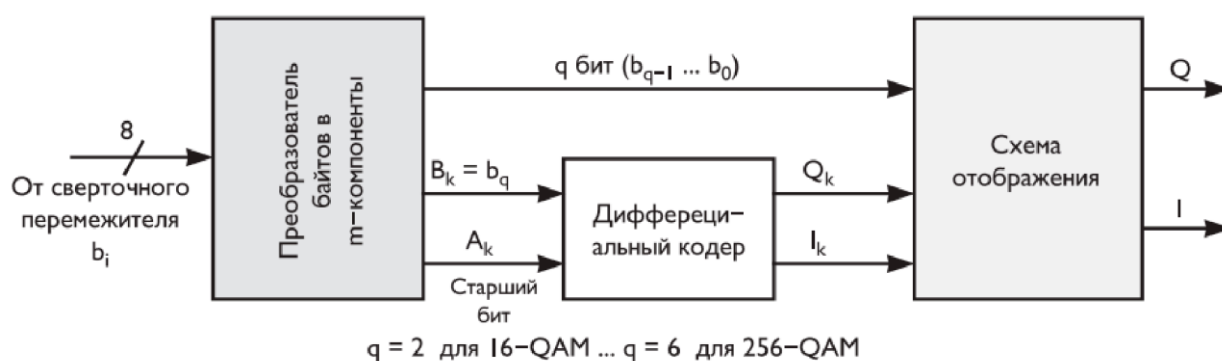 8
От сверточного
перемежителя
b_i
Преобразователь
байтов в
m-компоненты
q бит (b_q-1 ... b_0)
B_k = b_q
A_k
Старший
бит
Диффереци-
альный кодер
Q_k
I_k
Схема
отображения
Q
I
q = 2 для 16-QAM ... q = 6 для 256-QAM